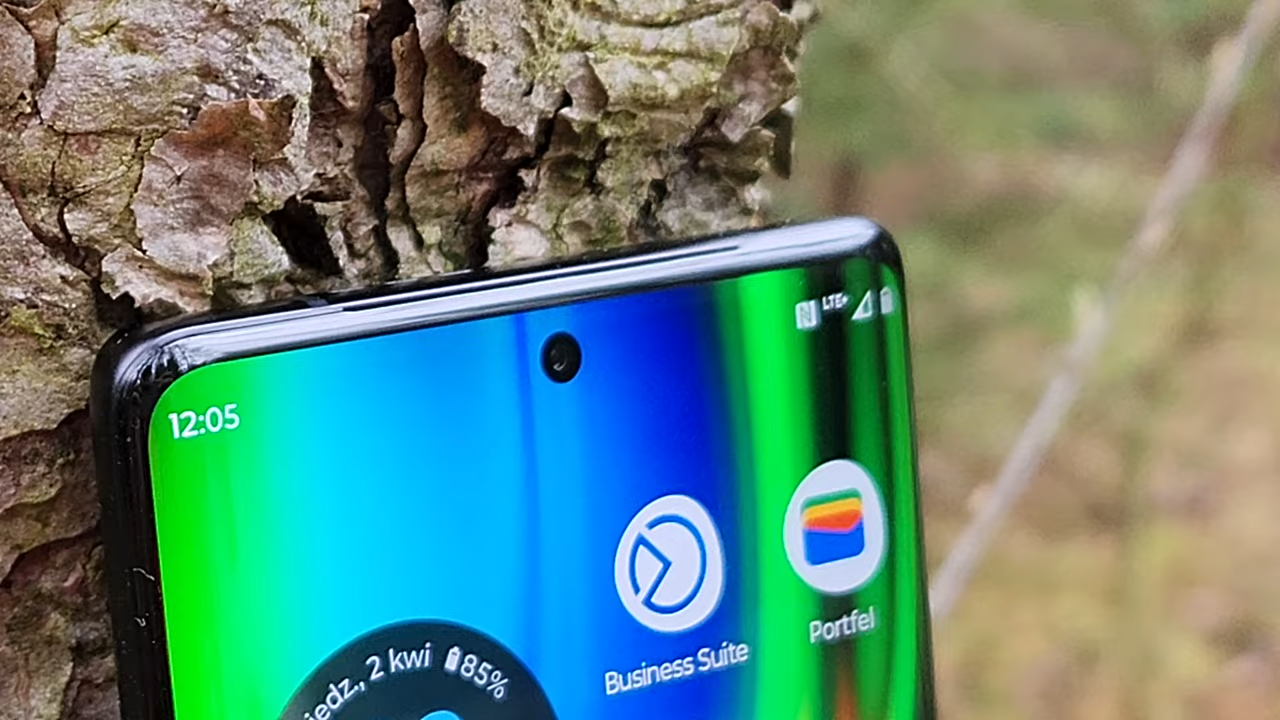 12:05
LTE+
iedz., 2 kwi 85%
Business Suite
Portfel